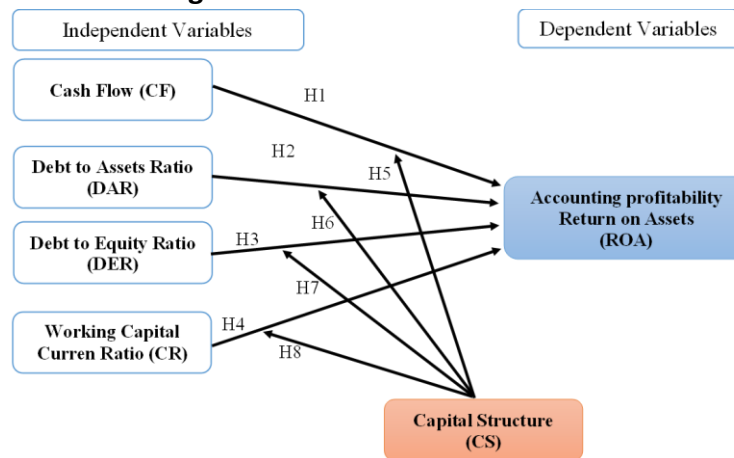 Independent Variables
Dependent Variables
Cash Flow (CF)
H1
H2
Debt to Assets Ratio
(DAR)
H5
Accounting profitability
Return on Assets
(ROA)
H6
Debt to Equity Ratio
(DER)
H3
H7
Working Capital
Curren Ratio (CR)
H4
H8
Capital Structure
(CS)